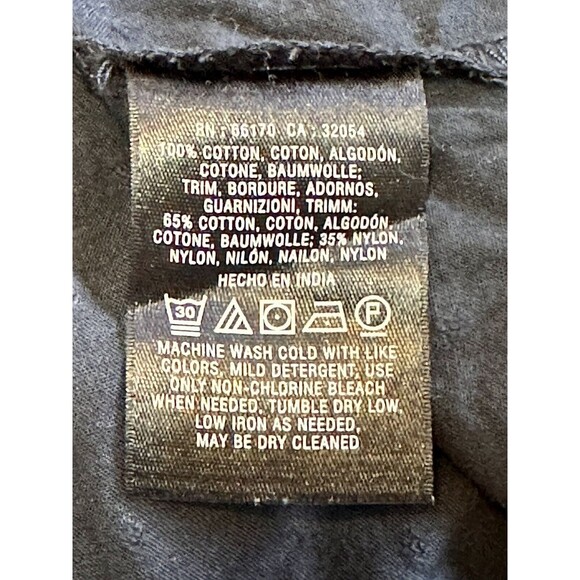 RN : 66170 CA : 32054
100% COTTON, COTON, ALGODÓN,
COTONE, BAUMWOLLE;
TRIM, BORDURE, ADORNOS,
GUARNIZIONI, TRIMM:
65% COTTON, COTON, ALGODÓN,
COTONE, BAUMWOLLE; 35% NYLON,
NYLON, NILÓN, NAILON, NYLON
HECHO EN INDIA
30 P
MACHINE WASH COLD WITH LIKE
COLORS, MILD DETERGENT, USE
ONLY NON-CHLORINE BLEACH
WHEN NEEDED, TUMBLE DRY LOW,
LOW IRON AS NEEDED,
MAY BE DRY CLEANED